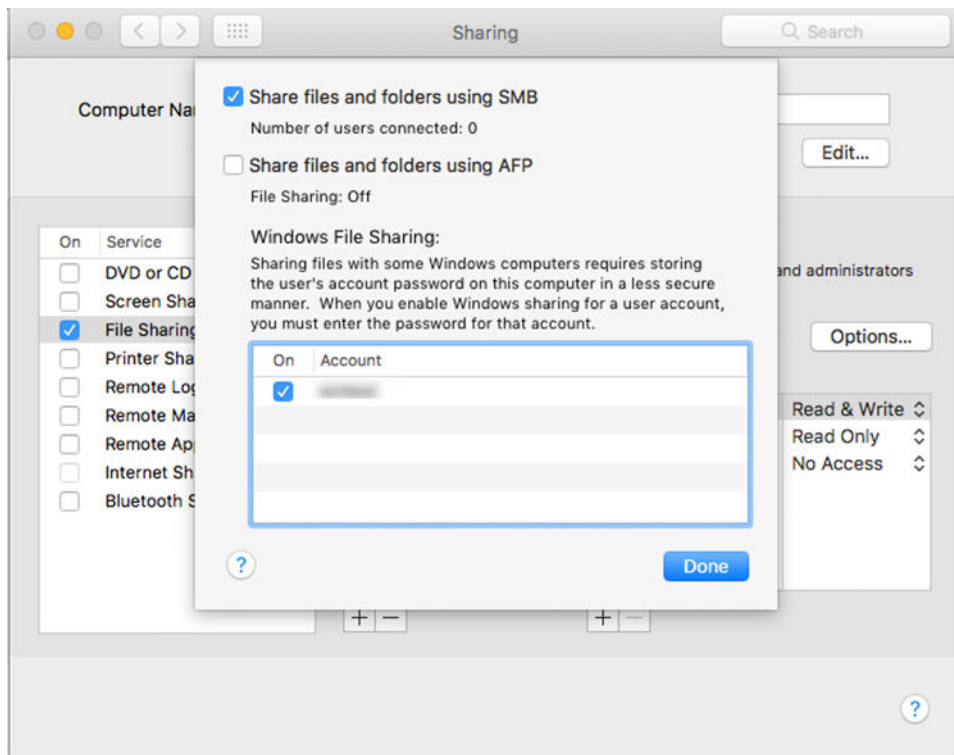 Sharing
Search
Computer Na
Edit...
Share files and folders using SMB
Number of users connected: 0
Share files and folders using AFP
File Sharing: Off
Windows File Sharing:
Sharing files with some Windows computers requires storing
the user's account password on this computer in a less secure
manner. When you enable Windows sharing for a user account,
you must enter the password for that account.
On Account
Done
?
On Service
DVD or CD
Screen Sha
File Sharing
Printer Sha
Remote Log
Remote Ma
Remote Ap
Internet Sh
Bluetooth S
and administrators
Options...
Read & Write
Read Only
No Access
+ −
+ −
?